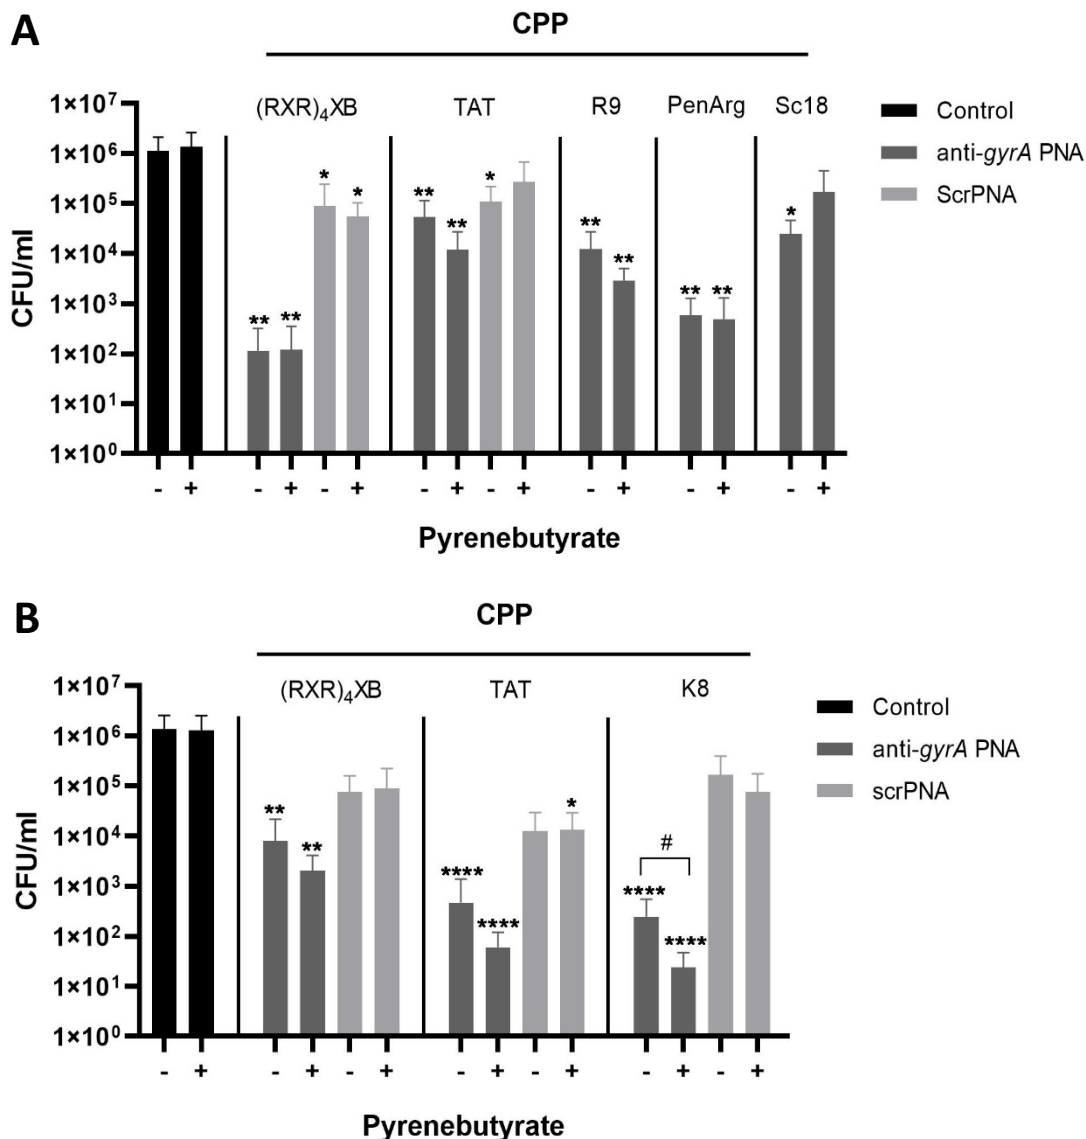 A
CPP
(RXR)₄XB TAT R9 PenArg Sc18
1×10⁷
1×10⁶
1×10⁵
1×10⁴
1×10³
1×10²
1×10¹
1×10⁰
CFU/ml
Control
anti-gyrA PNA
ScrPNA
** ** * * ** ** * ** ** ** ** *
- + - + - + - + - + - + - + - +
Pyrenebutyrate
B
CPP
(RXR)₄XB TAT K8
1×10⁷
1×10⁶
1×10⁵
1×10⁴
1×10³
1×10²
1×10¹
1×10⁰
CFU/ml
Control
anti-gyrA PNA
scrPNA
** ** **** **** * **** # ****
- + - + - + - + - + - + - +
Pyrenebutyrate